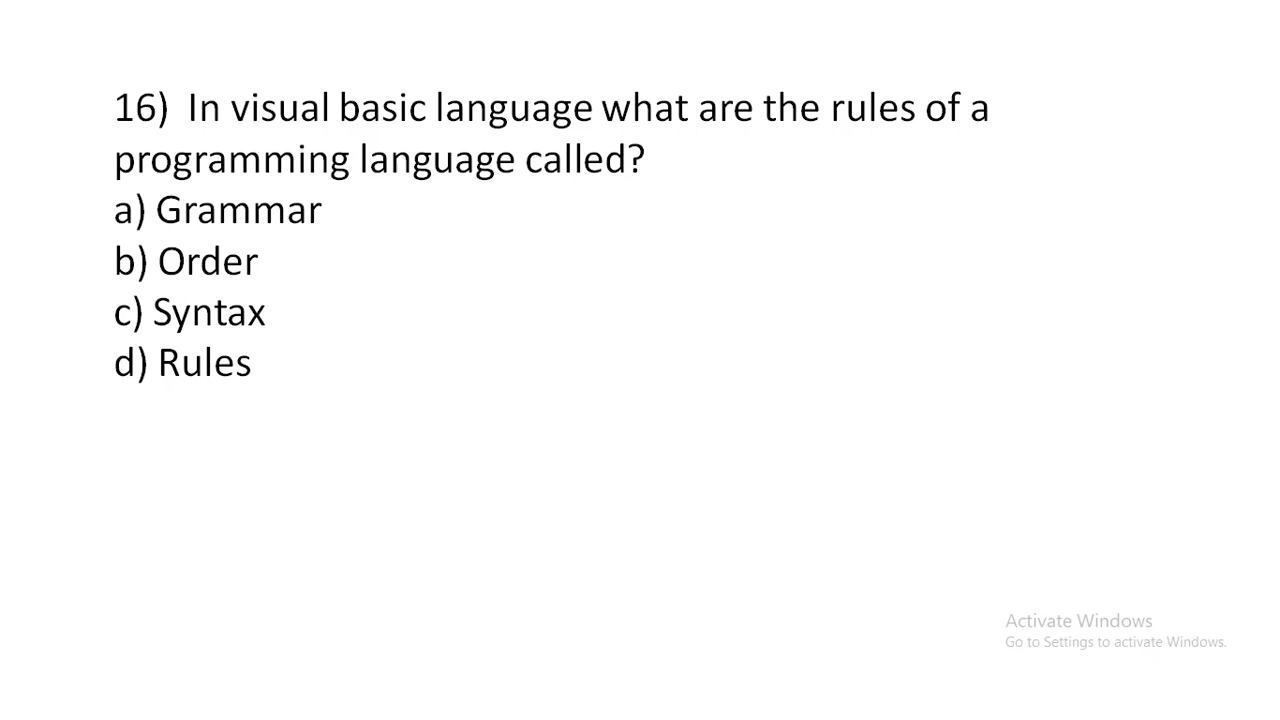 16)  In visual basic language what are the rules of a
programming language called?
a) Grammar
b) Order
c) Syntax
d) Rules
Activate Windows
Go to Settings to activate Windows.